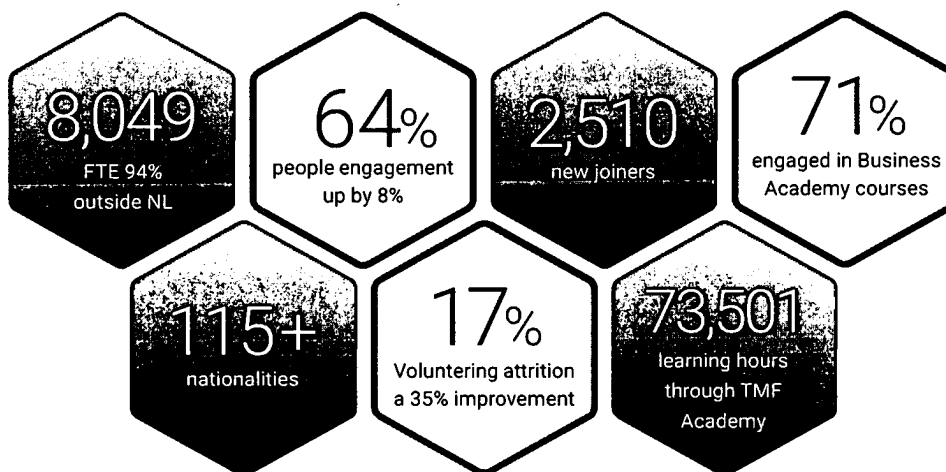 8,049
FTE 94%
outside NL
64%
people engagement
up by 8%
2,510
new joiners
71%
engaged in Business
Academy courses
115+
nationalities
17%
Voluntering attrition
a 35% improvement
73,501
learning hours
through TMF
Academy